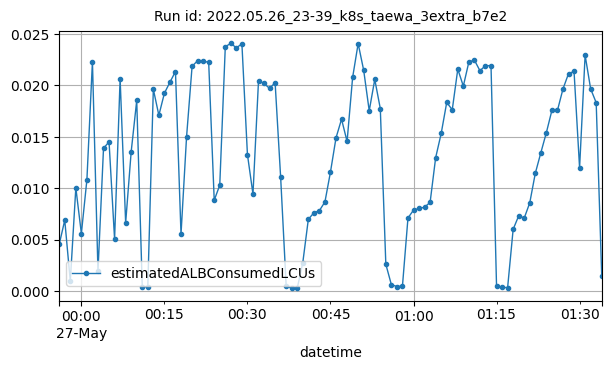 Run id: 2022.05.26_23-39_k8s_taewa_3extra_b7e2
0.025
0.020
0.015
0.010
0.005
0.000
estimatedALBConsumedLCUs
00:00 00:15 00:30 00:45 01:00 01:15 01:30
27-May
datetime